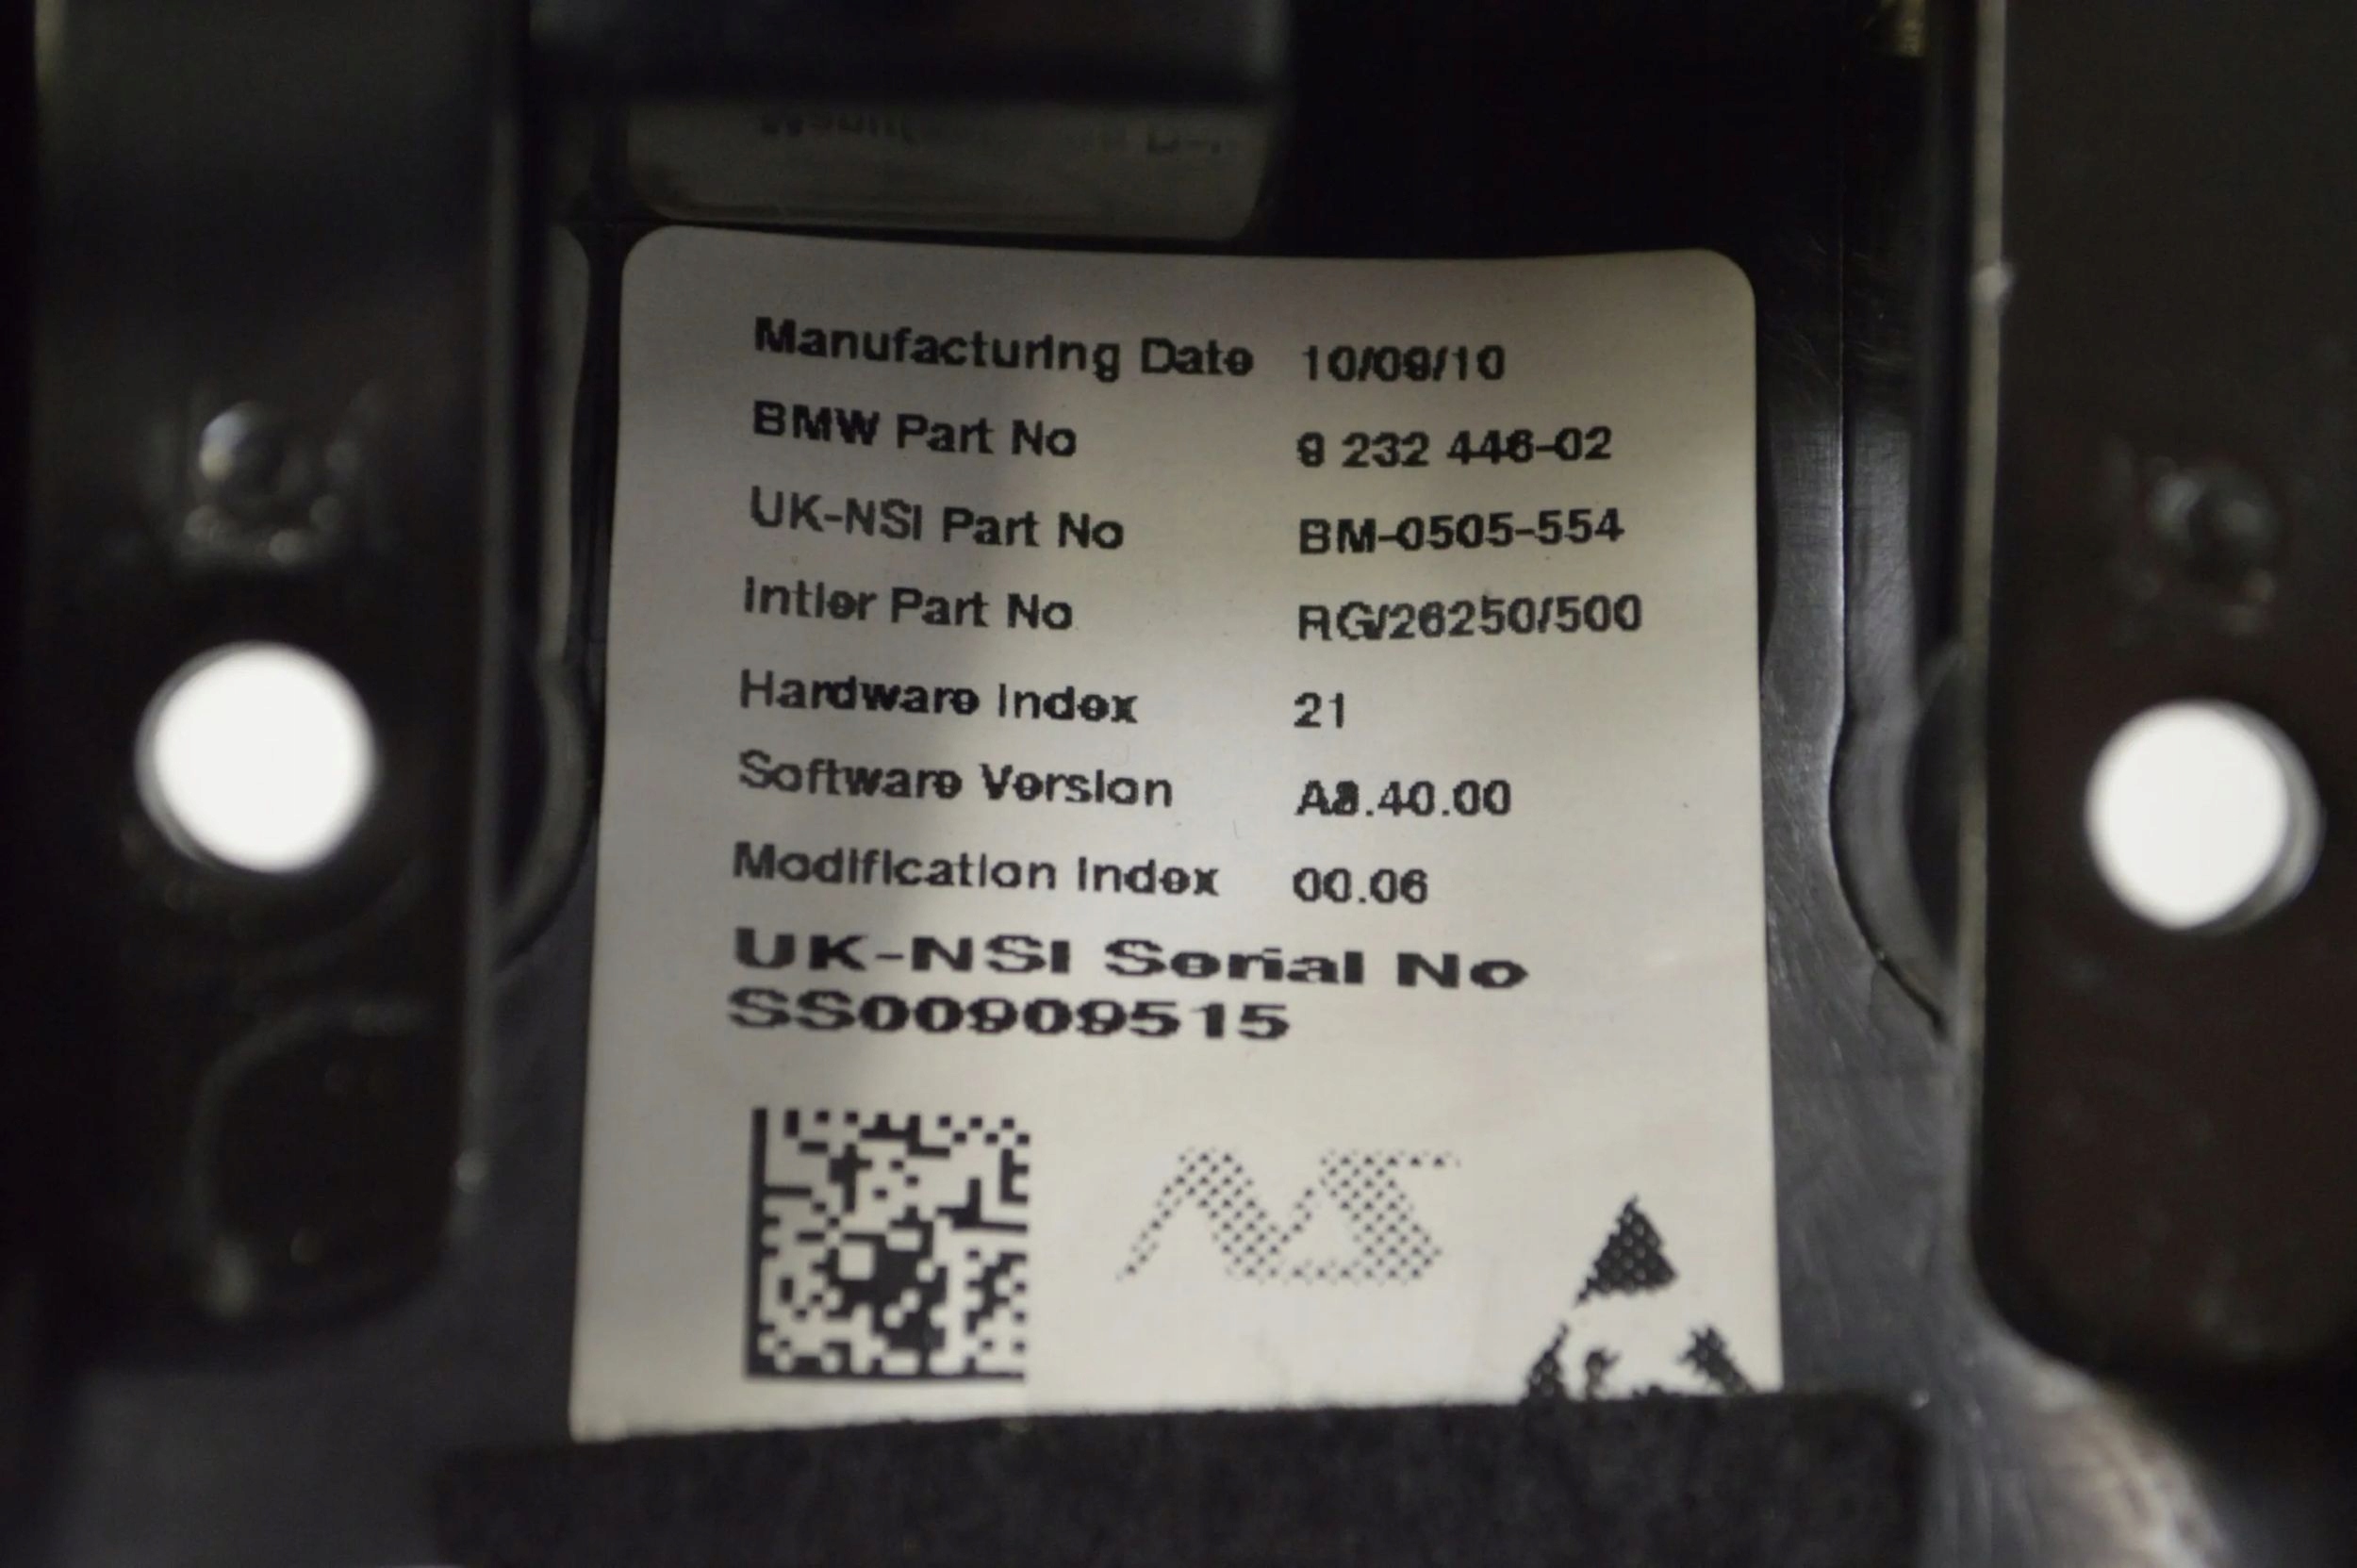 Manufacturing Date 10/09/10
BMW Part No 9 232 446-02
UK-NSI Part No BM-0505-554
Intier Part No RG/26250/500
Hardware Index 21
Software Version A8.40.00
Modification Index 00.06
UK-NSI Serial No
SS00909515
NS